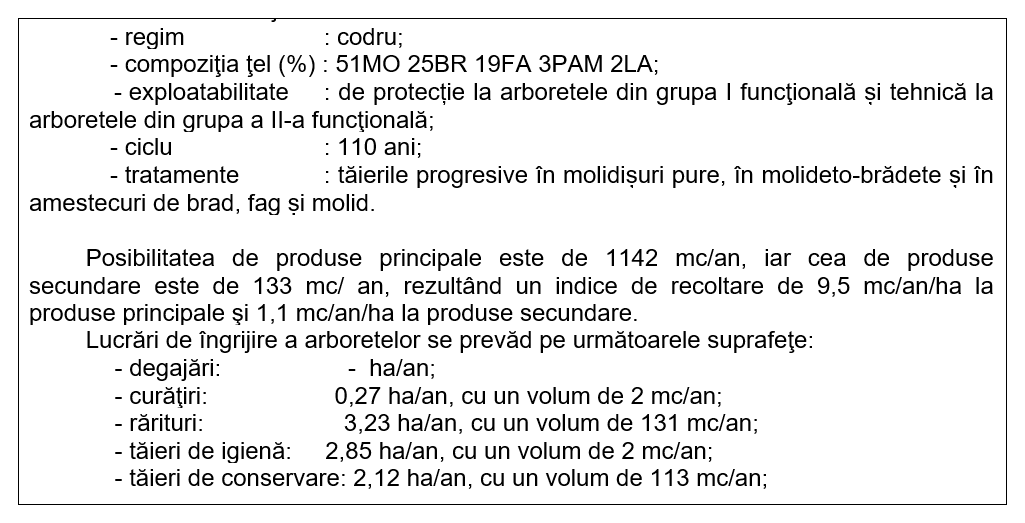 - regim : codru;
- compoziţia ţel (%) : 51MO 25BR 19FA 3PAM 2LA;
- exploatabilitate : de protecție la arboretele din grupa I funcţională și tehnică la
arboretele din grupa a II-a funcţională;
- ciclu : 110 ani;
- tratamente : tăierile progresive în molidișuri pure, în molideto-brădete și în
amestecuri de brad, fag și molid.
Posibilitatea de produse principale este de 1142 mc/an, iar cea de produse
secundare este de 133 mc/ an, rezultând un indice de recoltare de 9,5 mc/an/ha la
produse principale şi 1,1 mc/an/ha la produse secundare.
Lucrări de îngrijire a arboretelor se prevăd pe următoarele suprafeţe:
- degajări: - ha/an;
- curăţiri: 0,27 ha/an, cu un volum de 2 mc/an;
- rărituri: 3,23 ha/an, cu un volum de 131 mc/an;
- tăieri de igienă: 2,85 ha/an, cu un volum de 2 mc/an;
- tăieri de conservare: 2,12 ha/an, cu un volum de 113 mc/an;